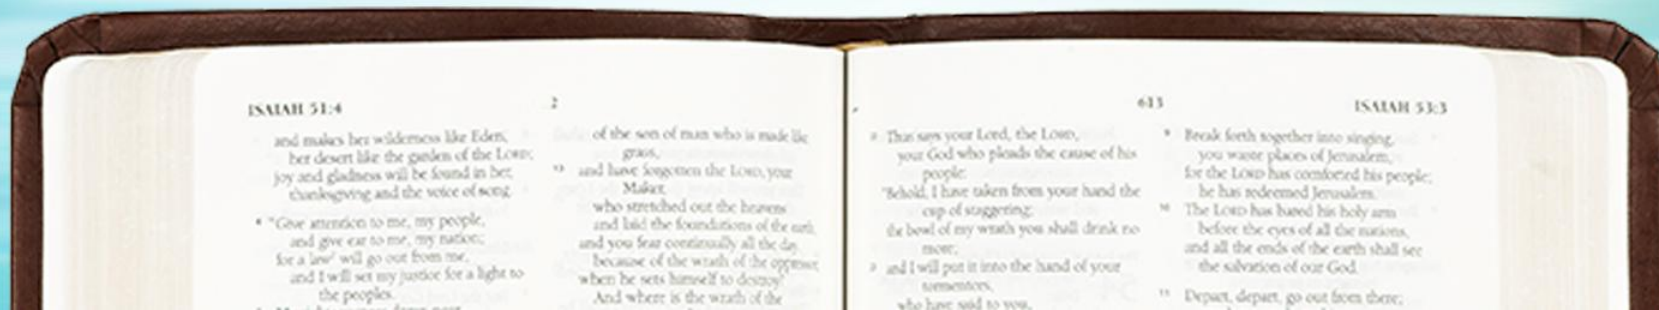 ISAIAH 51:4
and makes her wilderness like Eden,
her desert like the garden of the LORD;
joy and gladness will be found in her,
thanksgiving and the voice of song.
4 "Give attention to me, my people,
and give ear to me, my nation;
for a law will go out from me,
and I will set my justice for a light to
the peoples.
2
of the son of man who is made like
grass,
13 and have forgotten the LORD, your
Maker,
who stretched out the heavens
and laid the foundations of the earth,
and you fear continually all the day
because of the wrath of the oppressor,
when he sets himself to destroy?
And where is the wrath of the
613
ISAIAH 53:3
22 Thus says your Lord, the LORD,
your God who pleads the cause of his
people:
"Behold, I have taken from your hand the
cup of staggering;
the bowl of my wrath you shall drink no
more;
23 and I will put it into the hand of your
tormentors,
who have said to you,
9 Break forth together into singing,
you waste places of Jerusalem,
for the LORD has comforted his people;
he has redeemed Jerusalem.
10 The LORD has bared his holy arm
before the eyes of all the nations,
and all the ends of the earth shall see
the salvation of our God.
11 Depart, depart, go out from there;